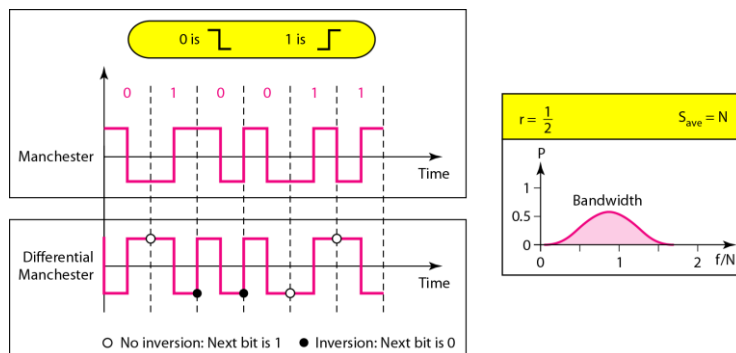 0 is 1 is
0 1 0 0 1 1
Manchester
Time
Differential
Manchester
Time
No inversion: Next bit is 1 Inversion: Next bit is 0
r = 1/2 Save = N
P
1
Bandwidth
0.5
0
0 1 2 f/N